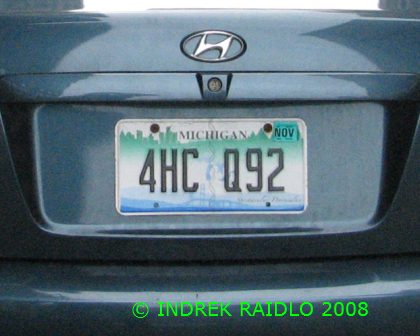 MICHIGAN NOV
4HC Q92
© INDREK RAIDLO 2008